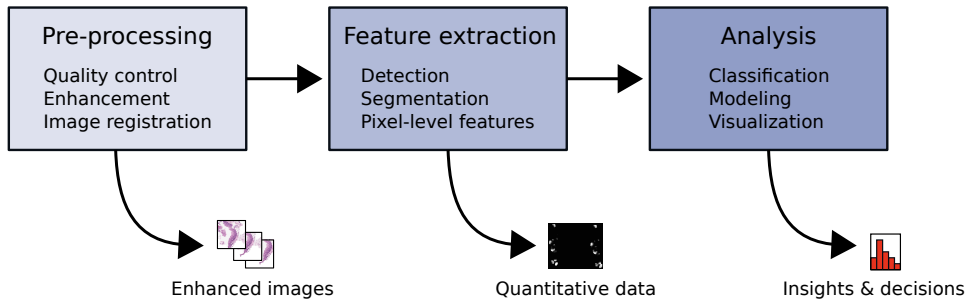 Pre-processing
Quality control
Enhancement
Image registration
Feature extraction
Detection
Segmentation
Pixel-level features
Analysis
Classification
Modeling
Visualization
Enhanced images
Quantitative data
Insights & decisions